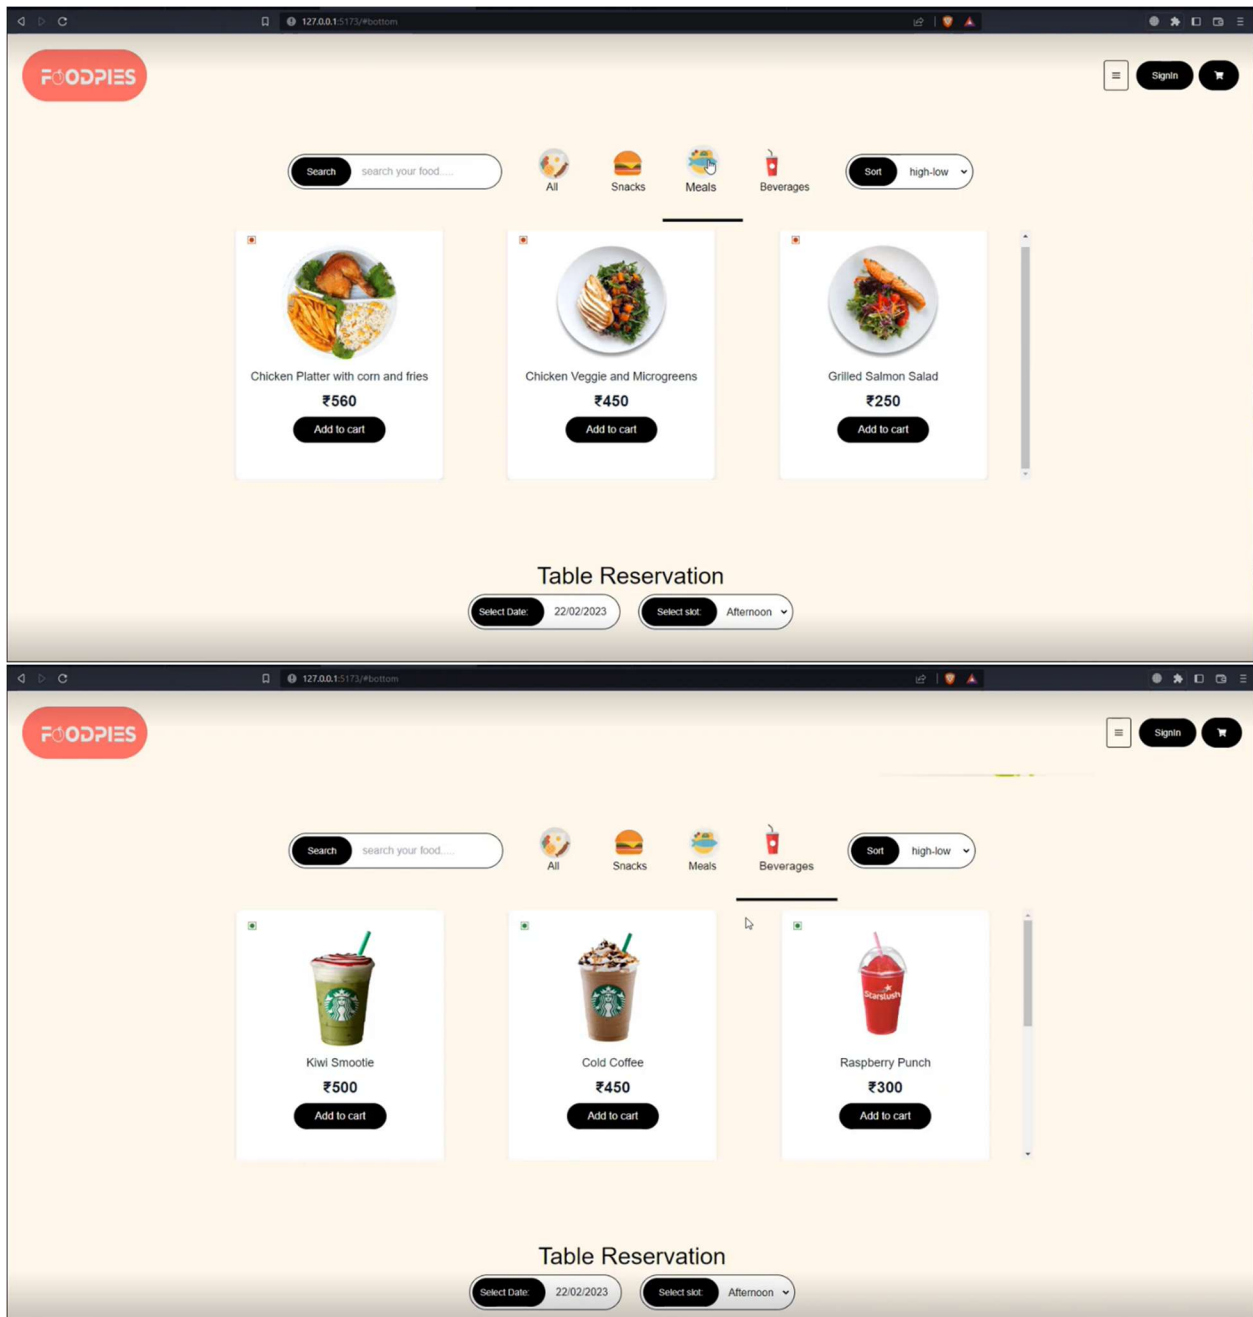 127.0.0.1:5173/#bottom
FOODPIES
SignIn
Search search your food.....
All Snacks Meals Beverages
Sort high-low
Chicken Platter with corn and fries
₹560
Add to cart
Chicken Veggie and Microgreens
₹450
Add to cart
Grilled Salmon Salad
₹250
Add to cart
Table Reservation
Select Date: 22/02/2023 Select slot: Afternoon
127.0.0.1:5173/#bottom
FOODPIES
SignIn
Search search your food.....
All Snacks Meals Beverages
Sort high-low
Kiwi Smootie
₹500
Add to cart
Cold Coffee
₹450
Add to cart
Starslush
Raspberry Punch
₹300
Add to cart
Table Reservation
Select Date: 22/02/2023 Select slot: Afternoon